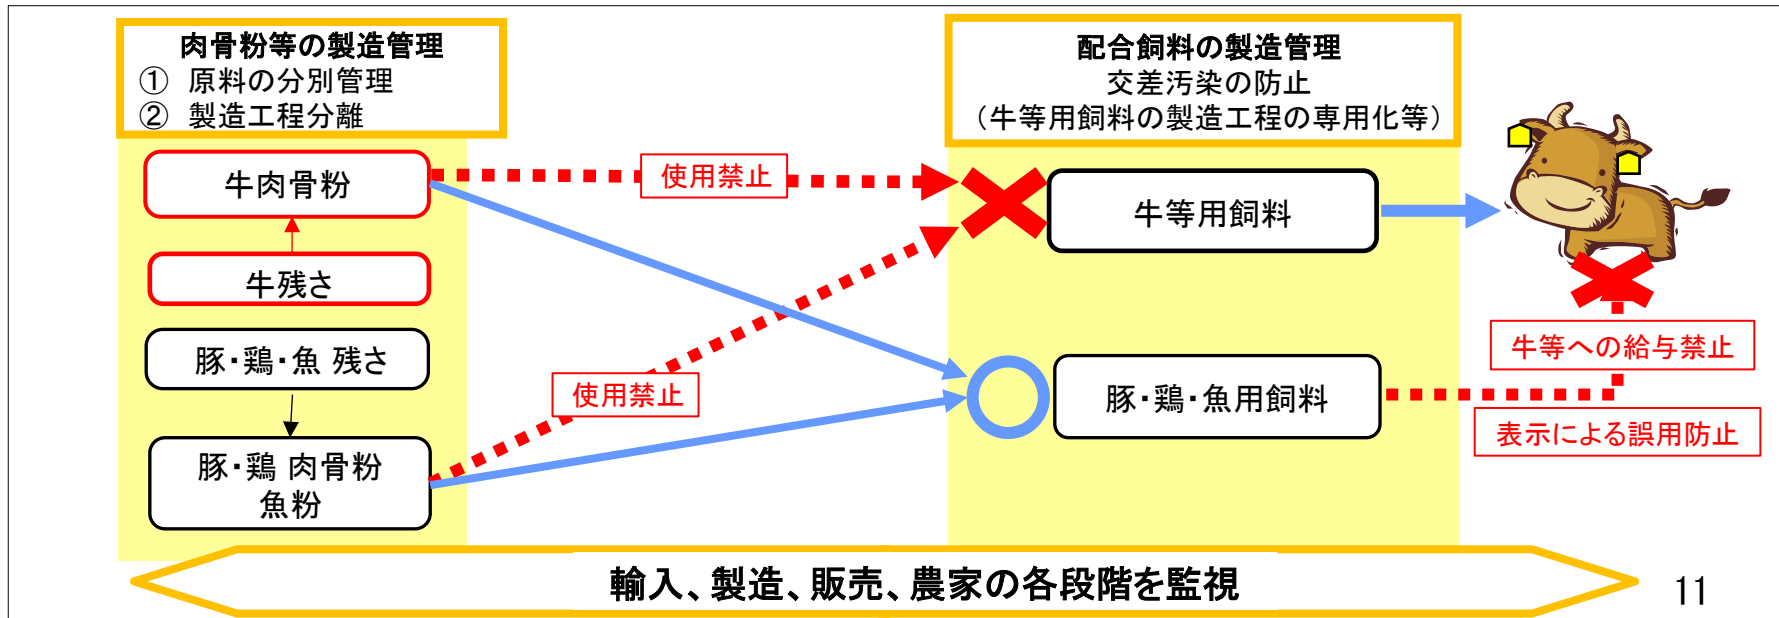 肉骨粉等の製造管理
① 原料の分別管理
② 製造工程分離
配合飼料の製造管理
交差汚染の防止
(牛等用飼料の製造工程の専用化等)
牛肉骨粉
使用禁止
牛等用飼料
牛残さ
豚・鶏・魚 残さ
使用禁止
豚・鶏・魚用飼料
牛等への給与禁止
表示による誤用防止
豚・鶏 肉骨粉
魚粉
輸入、製造、販売、農家の各段階を監視
11